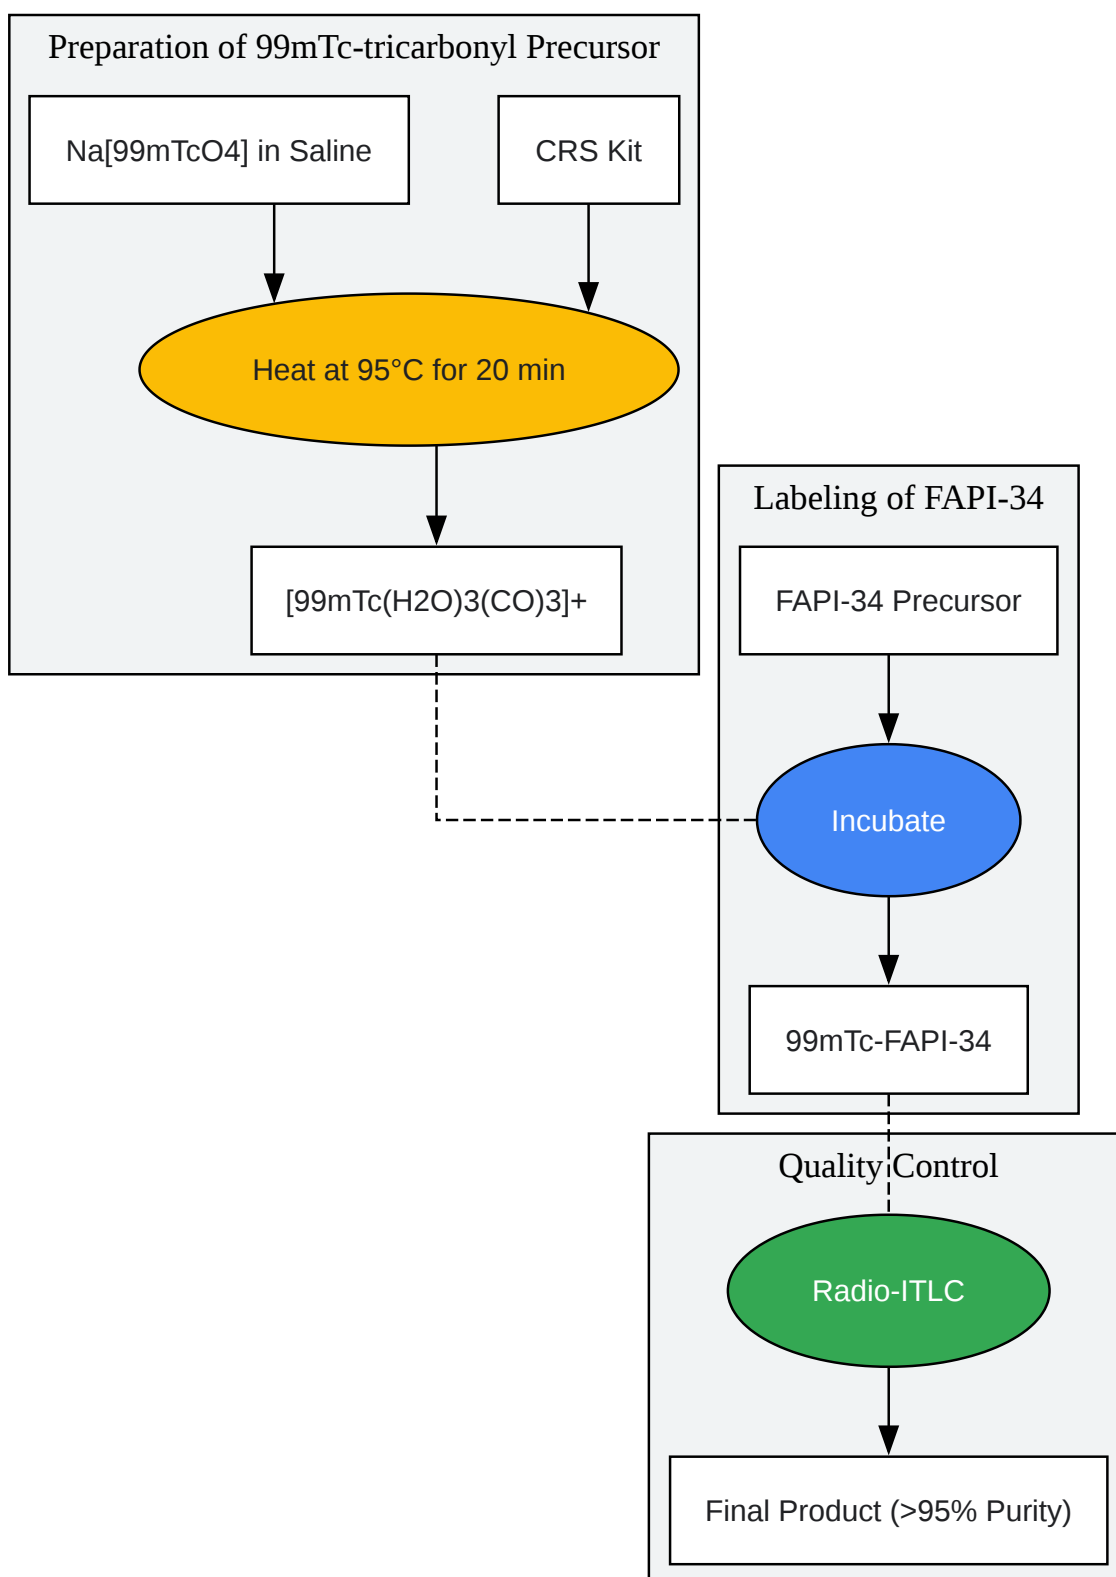 Preparation of 99mTc-tricarbonyl Precursor
Na[99mTcO4] in Saline
CRS Kit
Heat at 95°C for 20 min
[99mTc(H2O)3(CO)3]+
Labeling of FAPI-34
FAPI-34 Precursor
Incubate
99mTc-FAPI-34
Quality Control
Radio-ITLC
Final Product (>95% Purity)